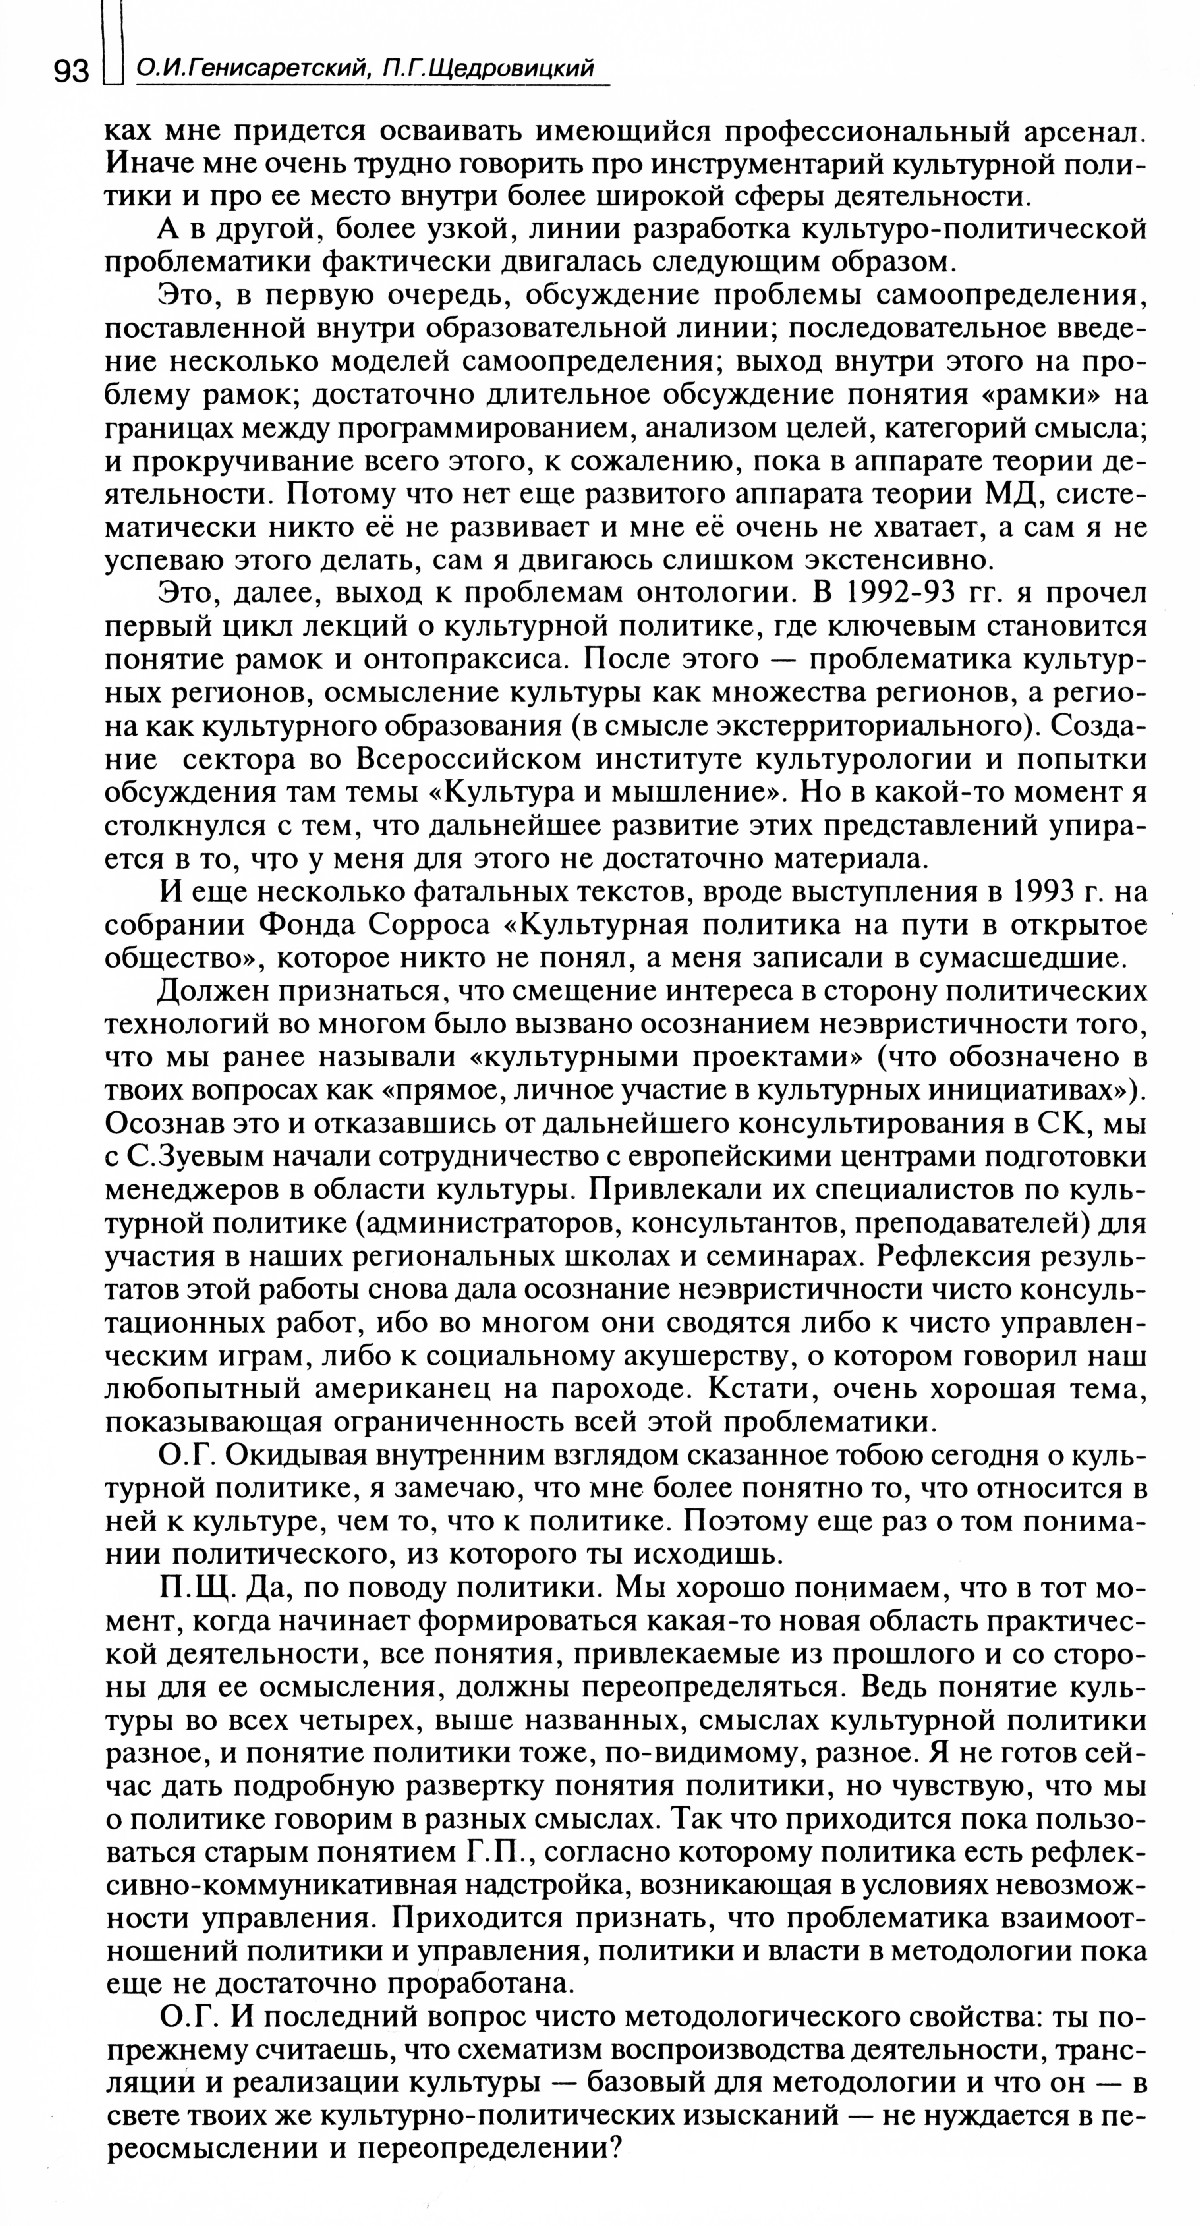 93
О.И.Генисаретский, П.Г.Щедровицкий
ках мне придется осваивать имеющийся профессиональный арсенал.
Иначе мне очень трудно говорить про инструментарий культурной поли-
тики и про ее место внутри более широкой сферы деятельности.
А в другой, более узкой, линии разработка культуро-политической
проблематики фактически двигалась следующим образом.
Это, в первую очередь, обсуждение проблемы самоопределения,
поставленной внутри образовательной линии; последовательное введе-
ние несколько моделей самоопределения; выход внутри этого на про-
блему рамок; достаточно длительное обсуждение понятия «рамки» на
границах между программированием, анализом целей, категорий смысла;
и прокручивание всего этого, к сожалению, пока в аппарате теории де-
ятельности. Потому что нет еще развитого аппарата теории МД, систе-
матически никто её не развивает и мне её очень не хватает, а сам я не
успеваю этого делать, сам я двигаюсь слишком экстенсивно.
Это, далее, выход к проблемам онтологии. В 1992-93 гг. я прочел
первый цикл лекций о культурной политике, где ключевым становится
понятие рамок и онтопраксиса. После этого — проблематика культур-
ных регионов, осмысление культуры как множества регионов, а регио-
на как культурного образования (в смысле экстерриториального). Созда-
ние сектора во Всероссийском институте культурологии и попытки
обсуждения там темы «Культура и мышление». Но в какой-то момент я
столкнулся с тем, что дальнейшее развитие этих представлений упира-
ется в то, что у меня для этого не достаточно материала.
И еще несколько фатальных текстов, вроде выступления в 1993 г. на
собрании Фонда Сорроса «Культурная политика на пути в открытое
общество», которое никто не понял, а меня записали в сумасшедшие.
Должен признаться, что смещение интереса в сторону политических
технологий во многом было вызвано осознанием неэвристичности того,
что мы ранее называли «культурными проектами» (что обозначено в
твоих вопросах как «прямое, личное участие в культурных инициативах»).
Осознав это и отказавшись от дальнейшего консультирования в СК, мы
с С.Зуевым начали сотрудничество с европейскими центрами подготовки
менеджеров в области культуры. Привлекали их специалистов по куль-
турной политике (администраторов, консультантов, преподавателей) для
участия в наших региональных школах и семинарах. Рефлексия резуль-
татов этой работы снова дала осознание неэвристичности чисто консуль-
тационных работ, ибо во многом они сводятся либо к чисто управлен-
ческим играм, либо к социальному акушерству, о котором говорил наш
любопытный американец на пароходе. Кстати, очень хорошая тема,
показывающая ограниченность всей этой проблематики.
О.Г. Окидывая внутренним взглядом сказанное тобою сегодня о куль-
турной политике, я замечаю, что мне более понятно то, что относится в
ней к культуре, чем то, что к политике. Поэтому еще раз о том понима-
нии политического, из которого ты исходишь.
П.Щ. Да, по поводу политики. Мы хорошо понимаем, что в тот мо-
мент, когда начинает формироваться какая-то новая область практичес-
кой деятельности, все понятия, привлекаемые из прошлого и со сторо-
ны для ее осмысления, должны переопределяться. Ведь понятие куль-
туры во всех четырех, выше названных, смыслах культурной политики
разное, и понятие политики тоже, по-видимому, разное. Я не готов сей-
час дать подробную развертку понятия политики, но чувствую, что мы
о политике говорим в разных смыслах. Так что приходится пока пользо-
ваться старым понятием Г.П., согласно которому политика есть рефлек-
сивно-коммуникативная надстройка, возникающая в условиях невозмож-
ности управления. Приходится признать, что проблематика взаимоот-
ношений политики и управления, политики и власти в методологии пока
еще не достаточно проработана.
О.Г. И последний вопрос чисто методологического свойства: ты по-
прежнему считаешь, что схематизм воспроизводства деятельности, транс-
ляции и реализации культуры — базовый для методологии и что он — в
свете твоих же культурно-политических изысканий — не нуждается в пе-
реосмыслении и переопределении?